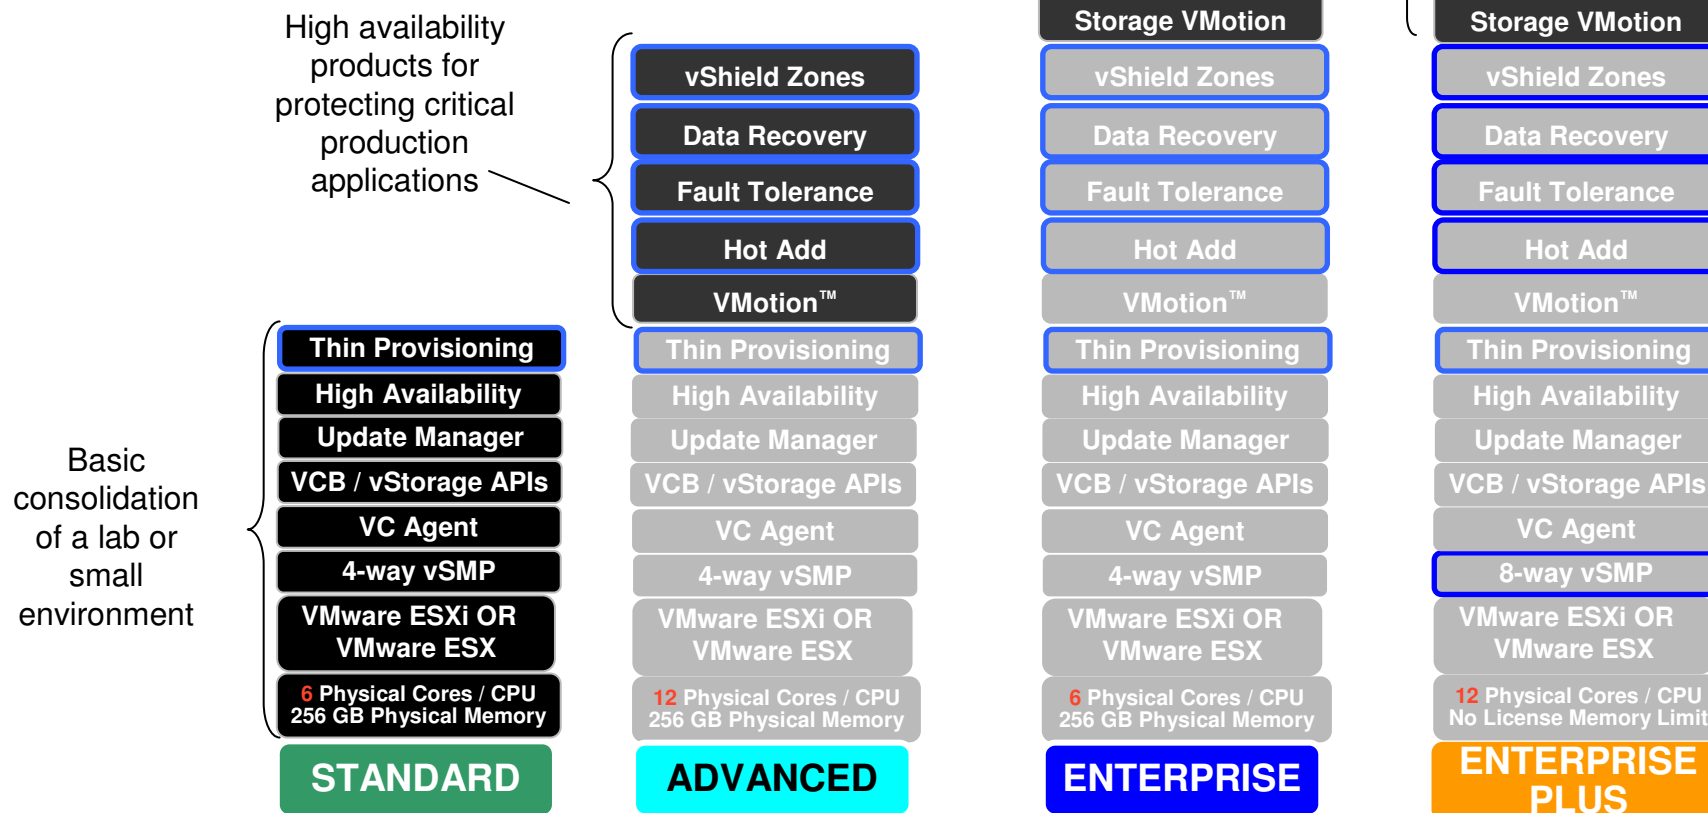 High availability
products for
protecting critical
production
applications
Basic
consolidation
of a lab or
small
environment
Thin Provisioning
High Availability
Update Manager
VCB / vStorage APIs
VC Agent
4-way vSMP
VMware ESXi OR
VMware ESX
6 Physical Cores / CPU
256 GB Physical Memory
STANDARD
vShield Zones
Data Recovery
Fault Tolerance
Hot Add
VMotion™
Thin Provisioning
High Availability
Update Manager
VCB / vStorage APIs
VC Agent
4-way vSMP
VMware ESXi OR
VMware ESX
12 Physical Cores / CPU
256 GB Physical Memory
ADVANCED
Storage VMotion
vShield Zones
Data Recovery
Fault Tolerance
Hot Add
VMotion™
Thin Provisioning
High Availability
Update Manager
VCB / vStorage APIs
VC Agent
4-way vSMP
VMware ESXi OR
VMware ESX
6 Physical Cores / CPU
256 GB Physical Memory
ENTERPRISE
Storage VMotion
vShield Zones
Data Recovery
Fault Tolerance
Hot Add
VMotion™
Thin Provisioning
High Availability
Update Manager
VCB / vStorage APIs
VC Agent
8-way vSMP
VMware ESXi OR
VMware ESX
12 Physical Cores / CPU
No License Memory Limit
ENTERPRISE
PLUS